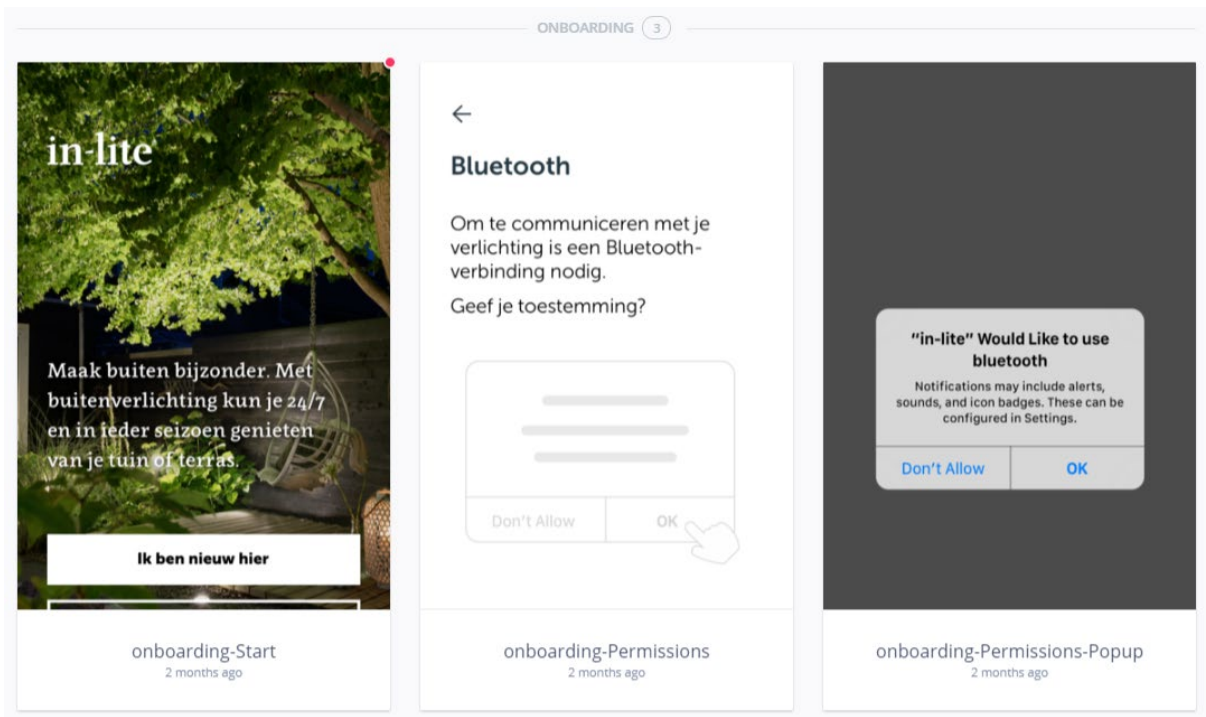 ONBOARDING 3
in-lite
Maak buiten bijzonder. Met
buitenverlichting kun je 24/7
en in ieder seizoen genieten
van je tuin of terras.
Ik ben nieuw hier
onboarding-Start
2 months ago
Bluetooth
Om te communiceren met je
verlichting is een Bluetooth-
verbinding nodig.
Geef je toestemming?
Don't Allow OK
onboarding-Permissions
2 months ago
“in-lite” Would Like to use
bluetooth
Notifications may include alerts,
sounds, and icon badges. These can be
configured in Settings.
Don't Allow OK
onboarding-Permissions-Popup
2 months ago